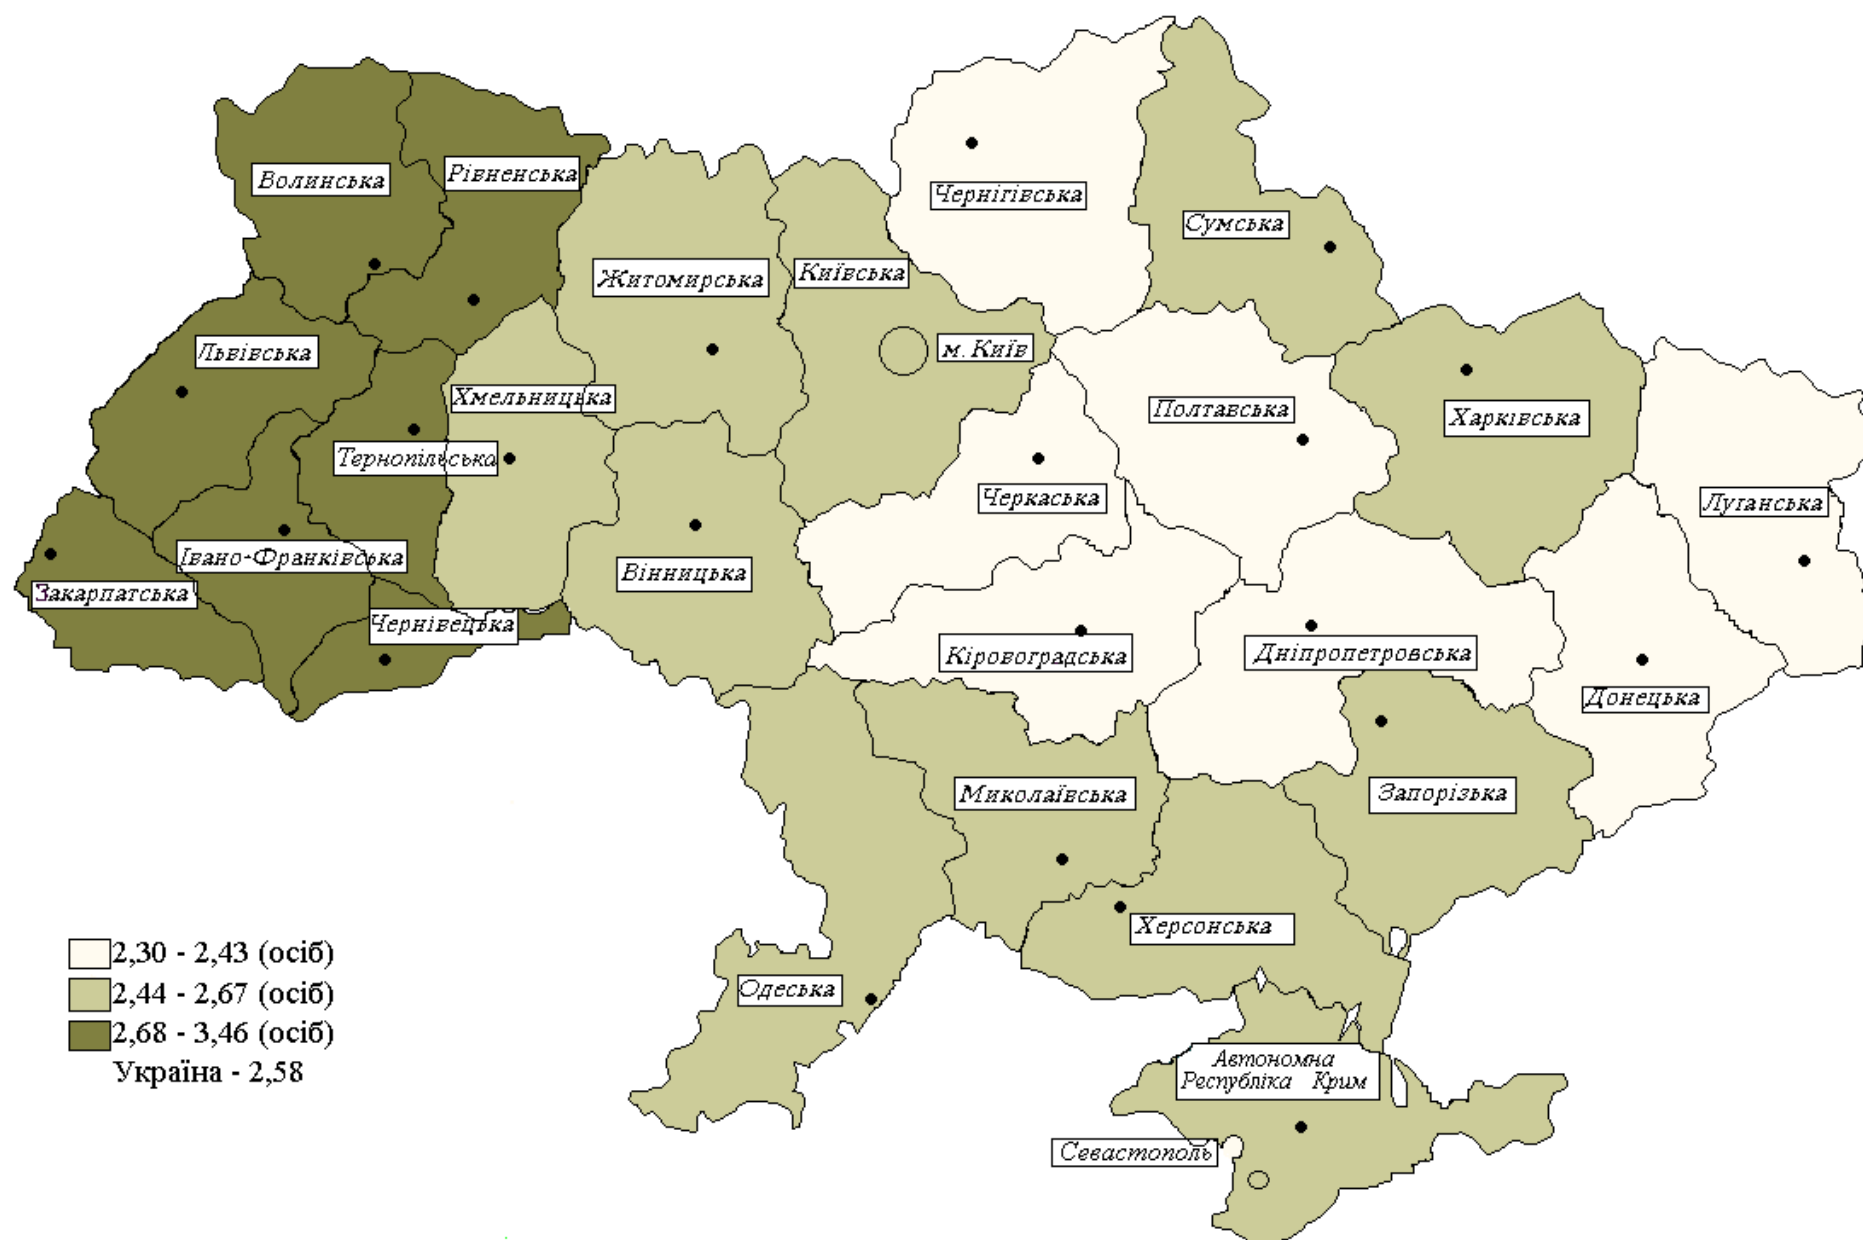 Волинська
Рівненська
Чернігівська
Сумська
Житомирська
Київська
м. Київ
Львівська
Хмельницька
Полтавська
Харківська
Тернопільська
Черкаська
Луганська
Івано-Франківська
Вінницька
Закарпатська
Чернівецька
Кіровоградська
Дніпропетровська
Донецька
Миколаївська
Запорізька
Херсонська
Одеська
Автономна
Республіка Крим
Севастополь
2,30 - 2,43 (осіб)
2,44 - 2,67 (осіб)
2,68 - 3,46 (осіб)
Україна - 2,58